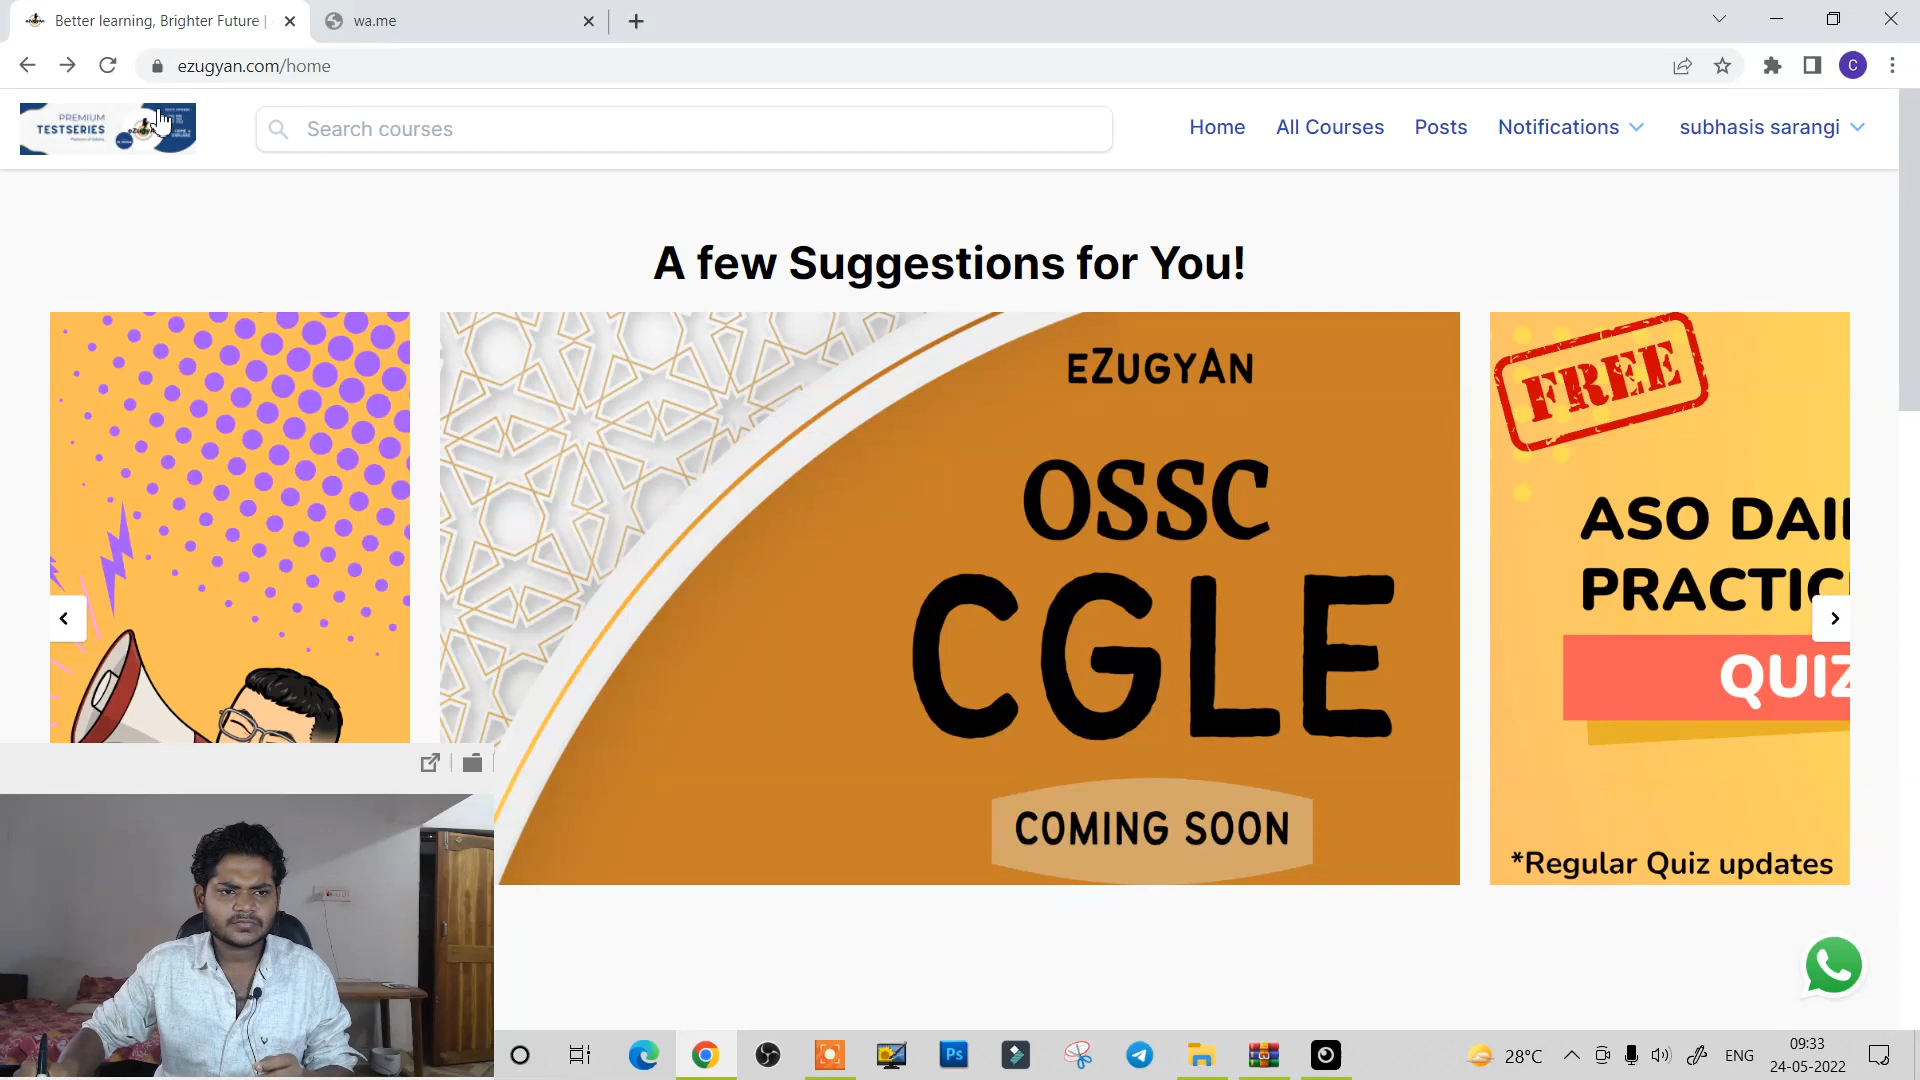 Better learning, Brighter Future |
wa.me
ezugyan.com/home
C
PREMIUM
TESTSERIES
Search courses
Home
All Courses
Posts
Notifications
subhasis sarangi
A few Suggestions for You!
eZUGYAN
OSSC
CGLE
COMING SOON
FREE
ASO DAI
PRACTIC
QUIZ
*Regular Quiz updates
Ps
28°C
ENG
09:33
24-05-2022